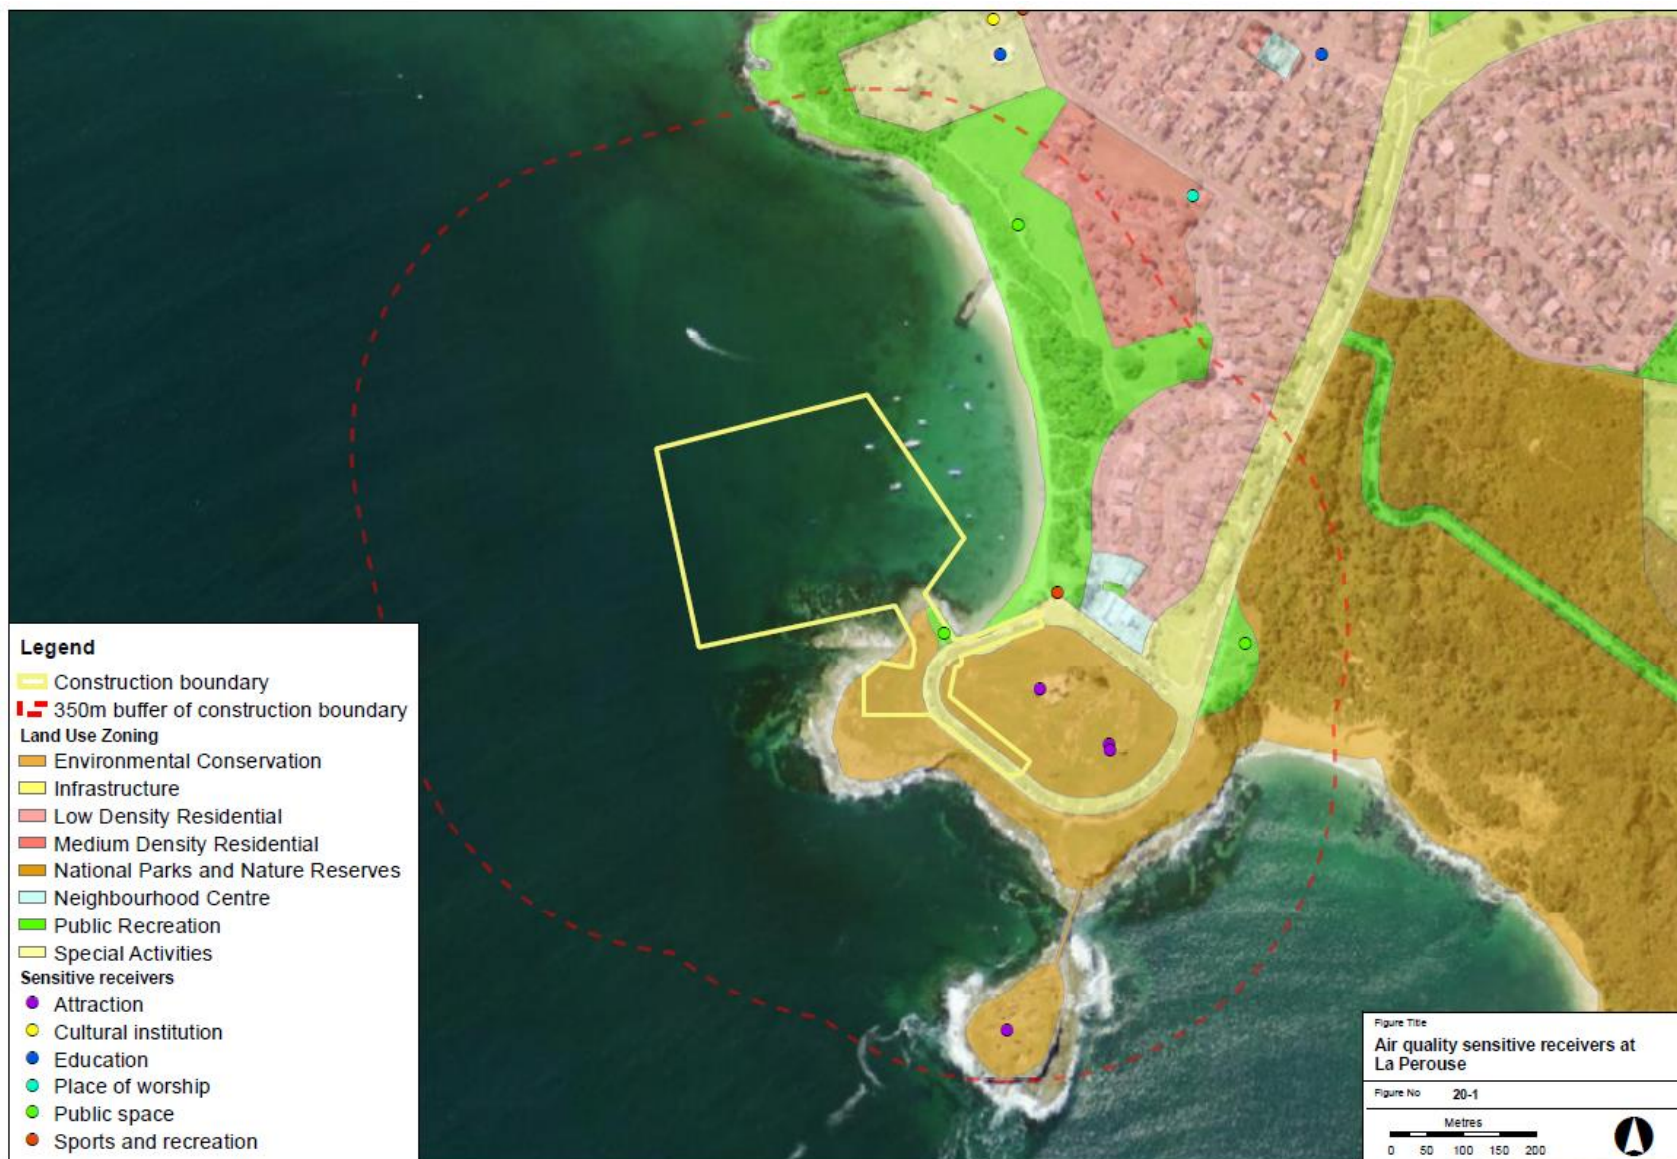 Legend
Construction boundary
350m buffer of construction boundary
Land Use Zoning
Environmental Conservation
Infrastructure
Low Density Residential
Medium Density Residential
National Parks and Nature Reserves
Neighbourhood Centre
Public Recreation
Special Activities
Sensitive receivers
Attraction
Cultural institution
Education
Place of worship
Public space
Sports and recreation
Figure Title
Air quality sensitive receivers at
La Perouse
Figure No 20-1
Metres
0 50 100 150 200